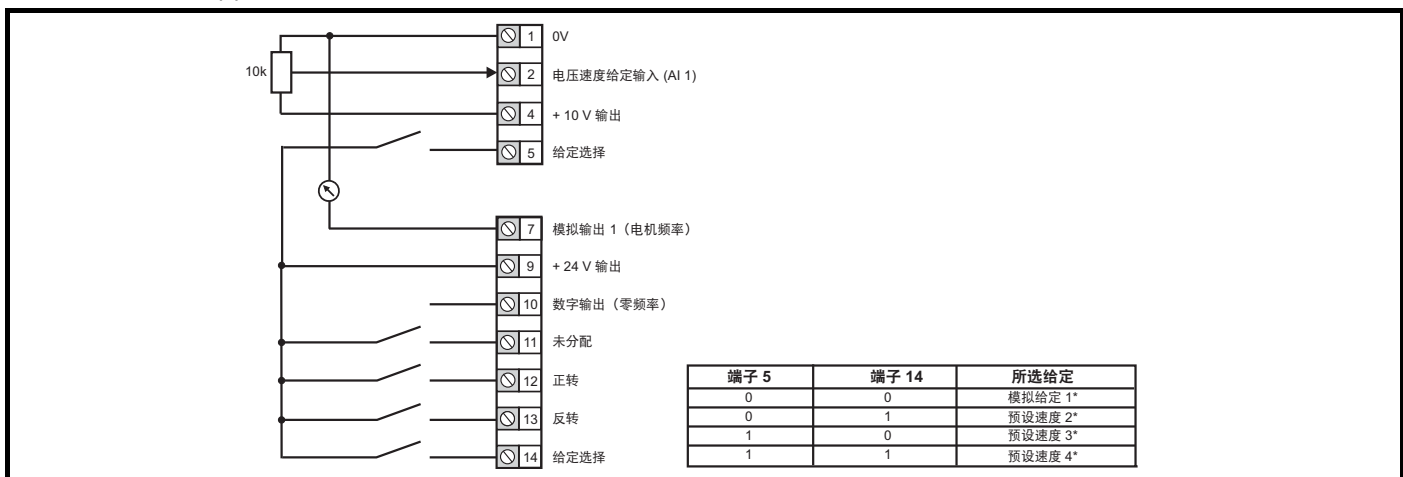 1 0V
10k
2 电压速度给定输入 (AI 1)
4 + 10 V 输出
5 给定选择
7 模拟输出 1（电机频率）
9 + 24 V 输出
10 数字输出（零频率）
11 未分配
12 正转
13 反转
14 给定选择
端子 5 端子 14 所选给定
0 0 模拟给定 1*
0 1 预设速度 2*
1 0 预设速度 3*
1 1 预设速度 4*